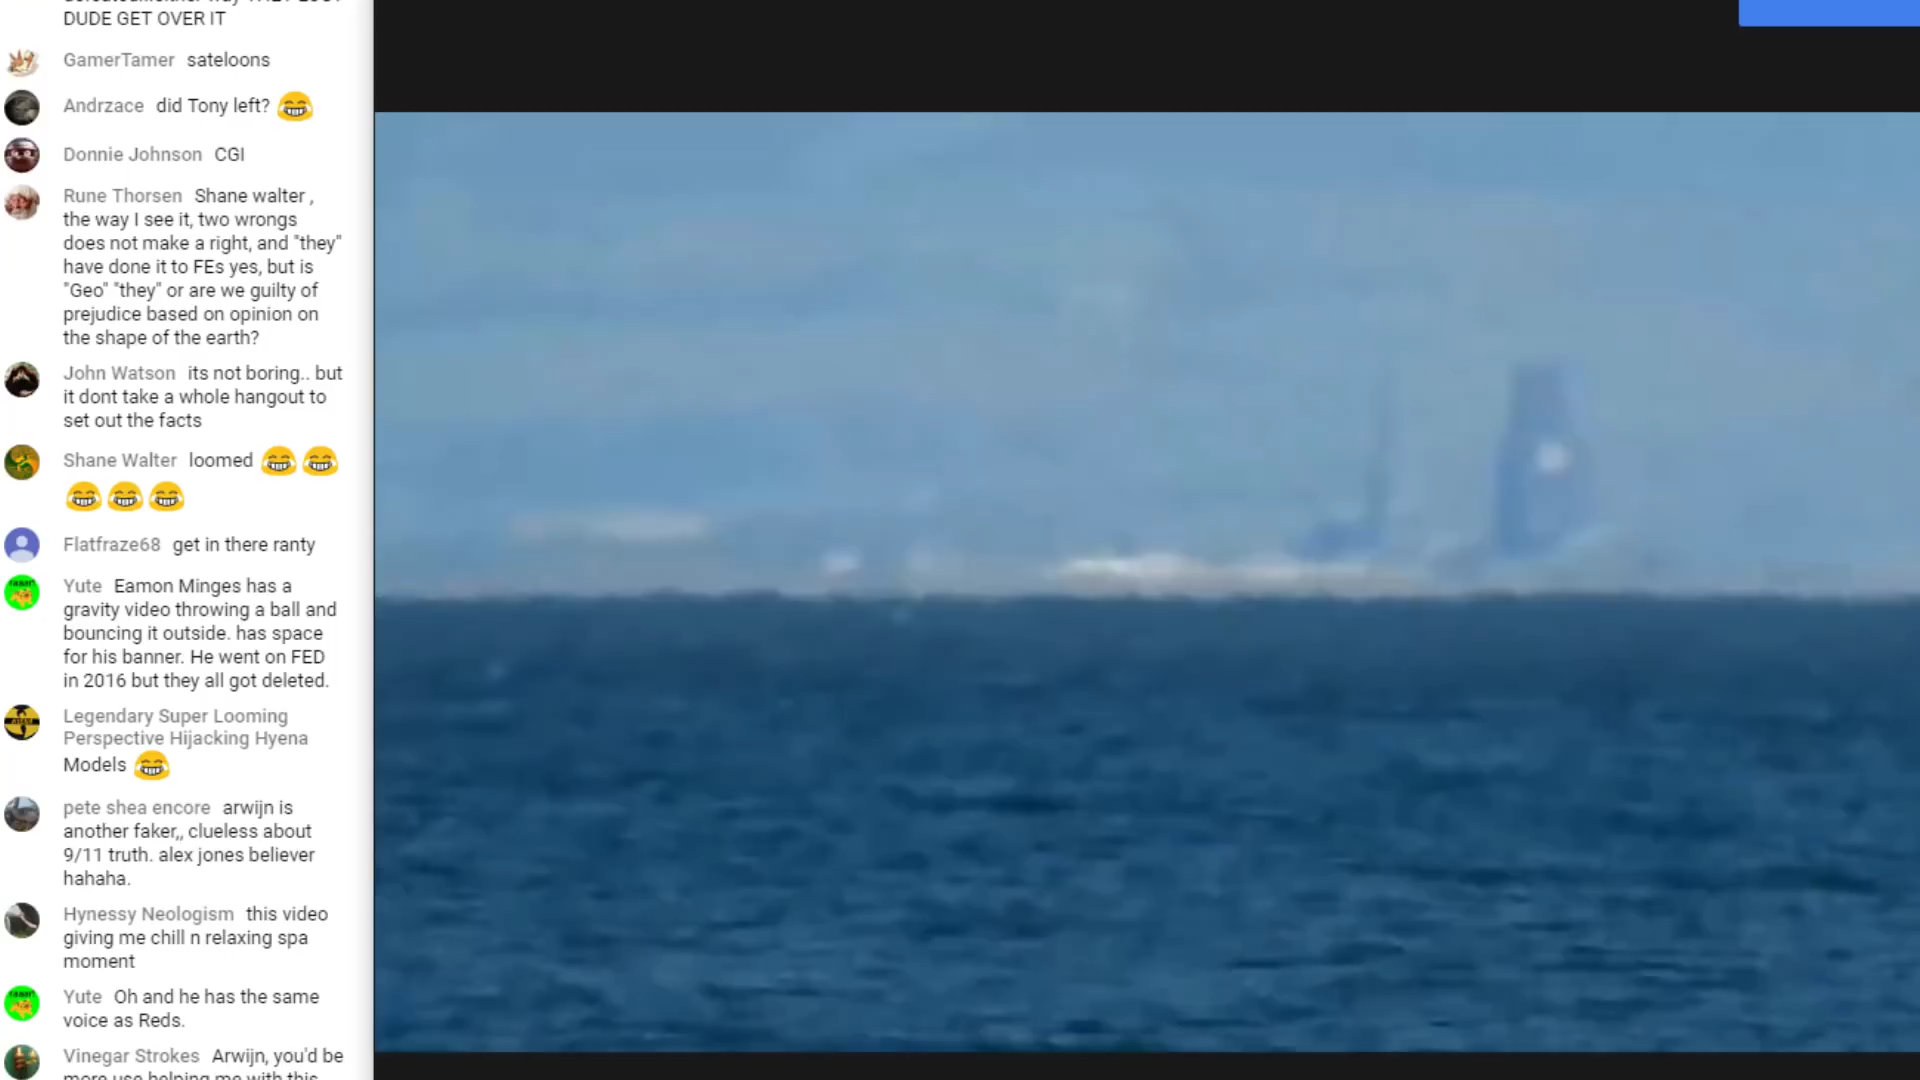 DUDE GET OVER IT
GamerTamer sateloons
Andrzace did Tony left? 😂
Donnie Johnson CGI
Rune Thorsen Shane walter ,
the way I see it, two wrongs
does not make a right, and "they"
have done it to FEs yes, but is
"Geo" "they" or are we guilty of
prejudice based on opinion on
the shape of the earth?
John Watson its not boring.. but
it dont take a whole hangout to
set out the facts
Shane Walter loomed 😂😂
😂😂😂
Flatfraze68 get in there ranty
Yute Eamon Minges has a
gravity video throwing a ball and
bouncing it outside. has space
for his banner. He went on FED
in 2016 but they all got deleted.
Legendary Super Looming
Perspective Hijacking Hyena
Models 😂
pete shea encore arwijn is
another faker,, clueless about
9/11 truth. alex jones believer
hahaha.
Hynessy Neologism this video
giving me chill n relaxing spa
moment
Yute Oh and he has the same
voice as Reds.
Vinegar Strokes Arwijn, you'd be
more use helping me with this